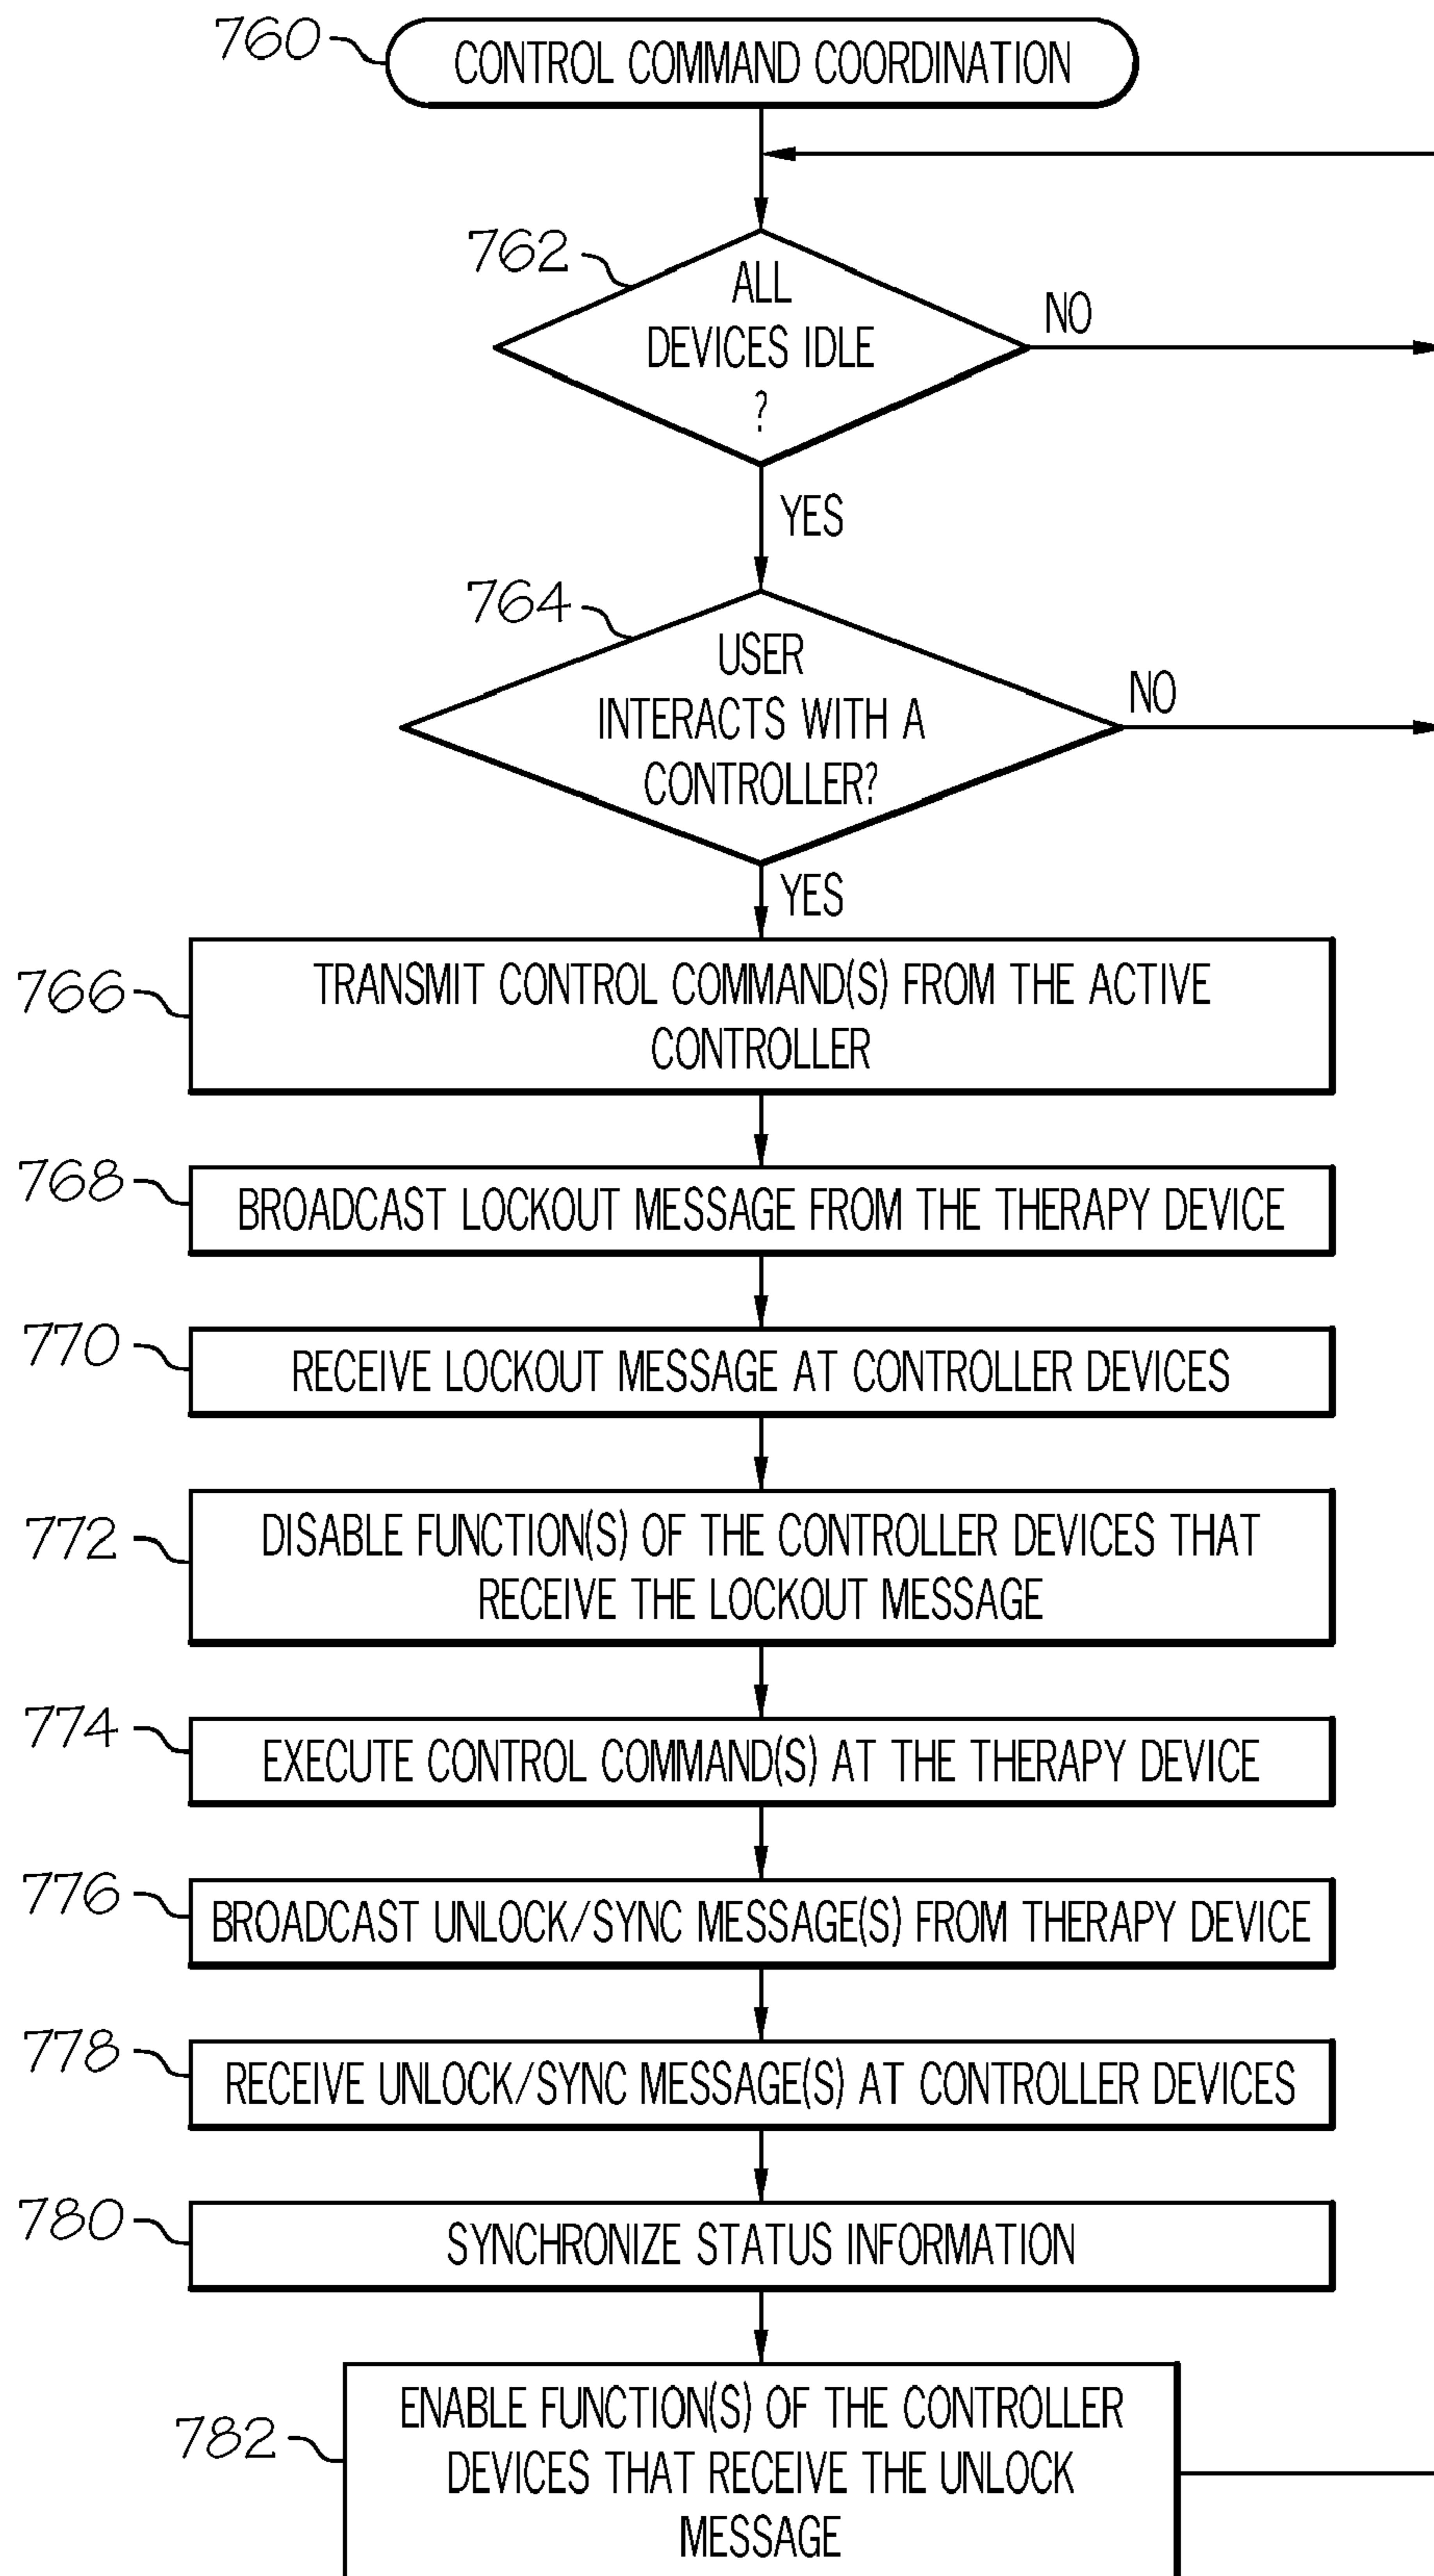 760
CONTROL COMMAND COORDINATION
762
ALL
DEVICES IDLE
?
NO
YES
764
USER
INTERACTS WITH A
CONTROLLER?
NO
YES
766
TRANSMIT CONTROL COMMAND(S) FROM THE ACTIVE
CONTROLLER
768
BROADCAST LOCKOUT MESSAGE FROM THE THERAPY DEVICE
770
RECEIVE LOCKOUT MESSAGE AT CONTROLLER DEVICES
772
DISABLE FUNCTION(S) OF THE CONTROLLER DEVICES THAT
RECEIVE THE LOCKOUT MESSAGE
774
EXECUTE CONTROL COMMAND(S) AT THE THERAPY DEVICE
776
BROADCAST UNLOCK/SYNC MESSAGE(S) FROM THERAPY DEVICE
778
RECEIVE UNLOCK/SYNC MESSAGE(S) AT CONTROLLER DEVICES
780
SYNCHRONIZE STATUS INFORMATION
782
ENABLE FUNCTION(S) OF THE CONTROLLER
DEVICES THAT RECEIVE THE UNLOCK
MESSAGE